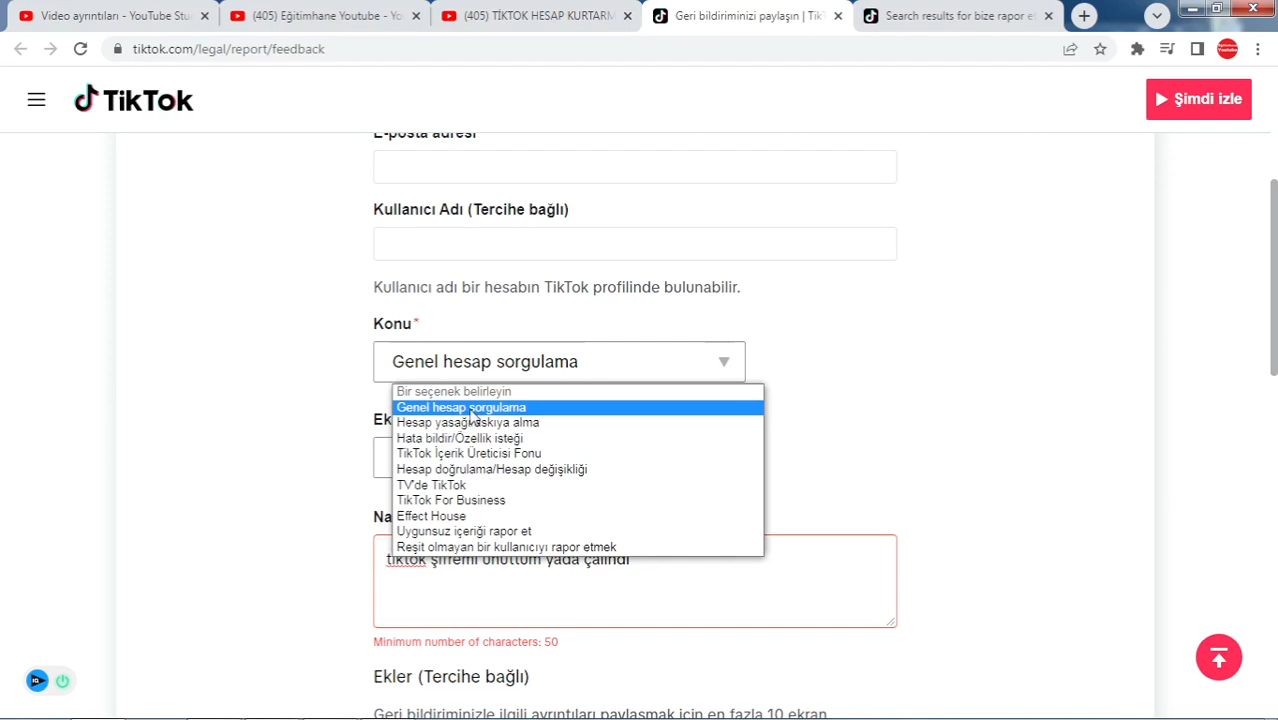 Video ayrıntıları - YouTube Stu
(405) Eğitimhane Youtube - Yo
(405) TİKTOK HESAP KURTARM
Geri bildiriminizi paylaşın | Tik
Search results for bize rapor e
tiktok.com/legal/report/feedback
TikTok
Şimdi izle
E-posta adresi
Kullanıcı Adı (Tercihe bağlı)
Kullanıcı adı bir hesabın TikTok profilinde bulunabilir.
Konu*
Genel hesap sorgulama
Bir seçenek belirleyin
Genel hesap sorgulama
Hesap yasağı/askıya alma
Hata bildir/Özellik isteği
TikTok İçerik Üreticisi Fonu
Hesap doğrulama/Hesap değişikliği
TV'de TikTok
TikTok For Business
Effect House
Uygunsuz içeriği rapor et
Reşit olmayan bir kullanıcıyı rapor etmek
Ek
Na
tiktok şifremi unuttum yada çalındı
Minimum number of characters: 50
Ekler (Tercihe bağlı)
Geri bildiriminizle ilgili ayrıntıları paylaşmak için en fazla 10 ekran